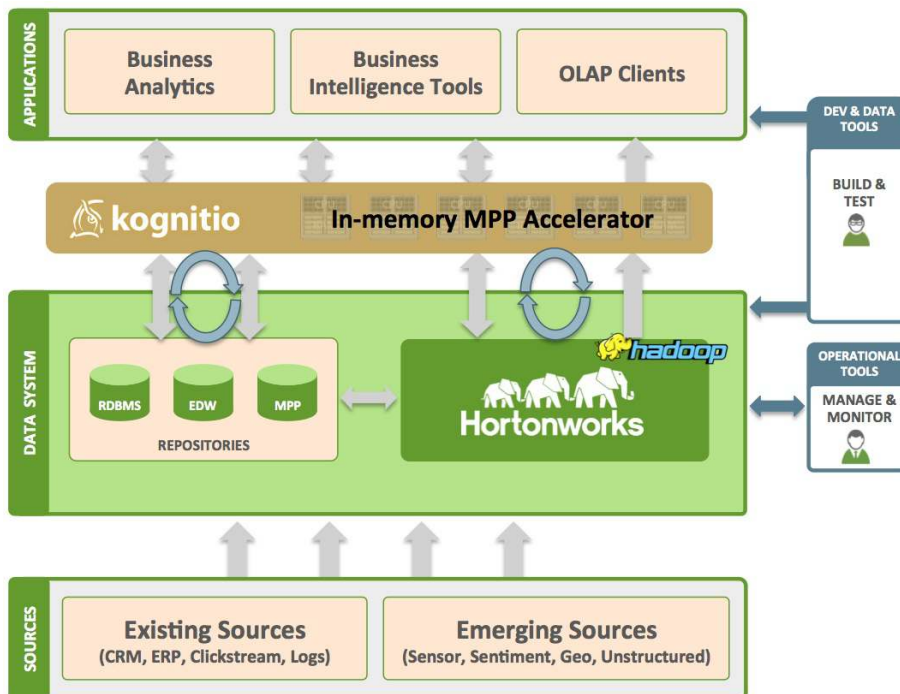 APPLICATIONS
Business
Analytics
Business
Intelligence Tools
OLAP Clients
DEV & DATA
TOOLS
BUILD &
TEST
kognitio
In-memory MPP Accelerator
DATA SYSTEM
hadoop
RDBMS
EDW
MPP
REPOSITORIES
Hortonworks
OPERATIONAL
TOOLS
MANAGE &
MONITOR
SOURCES
Existing Sources
(CRM, ERP, Clickstream, Logs)
Emerging Sources
(Sensor, Sentiment, Geo, Unstructured)